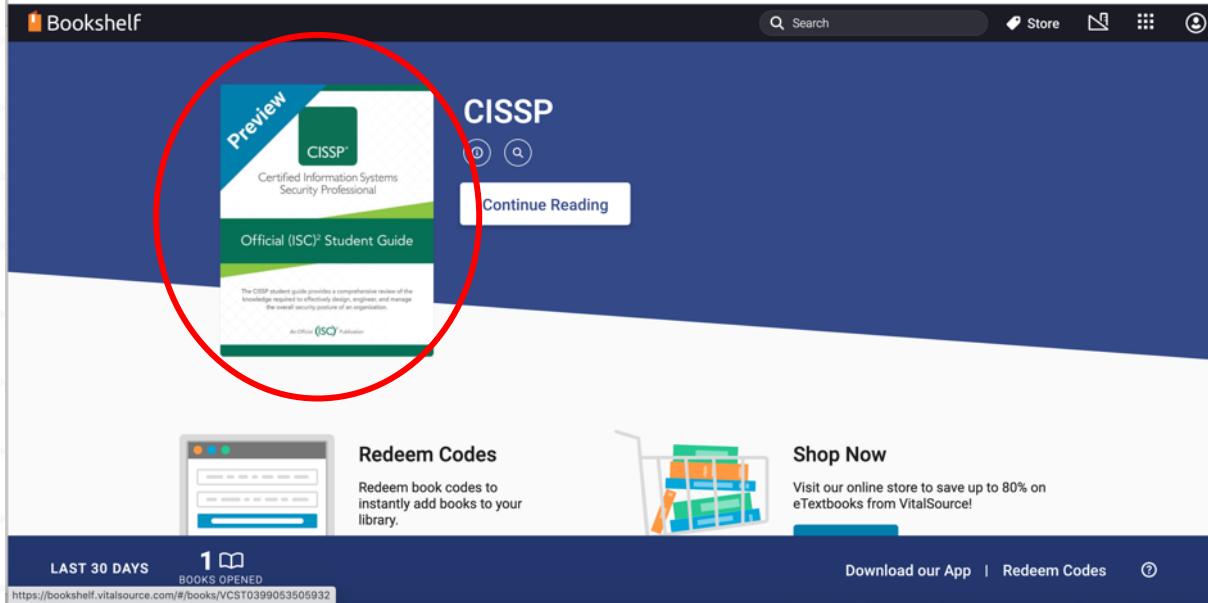 Bookshelf
Search
Store
Preview
CISSP
CISSP®
Certified Information Systems
Security Professional
Continue Reading
Official (ISC)² Student Guide
The CISSP student guide provides a comprehensive review of the
knowledge required to effectively design, engineer, and manage
the overall security posture of an organization.
An Official (ISC)² Publication
Redeem Codes
Redeem book codes to
instantly add books to your
library.
Shop Now
Visit our online store to save up to 80% on
eTextbooks from VitalSource!
LAST 30 DAYS
1
BOOKS OPENED
Download our App | Redeem Codes
https://bookshelf.vitalsource.com/#/books/VCST0399053505932